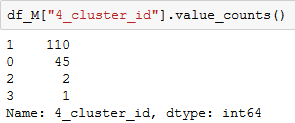 df_M["4_cluster_id"].value_counts()
1    110
0     45
2      2
3      1
Name: 4_cluster_id, dtype: int64